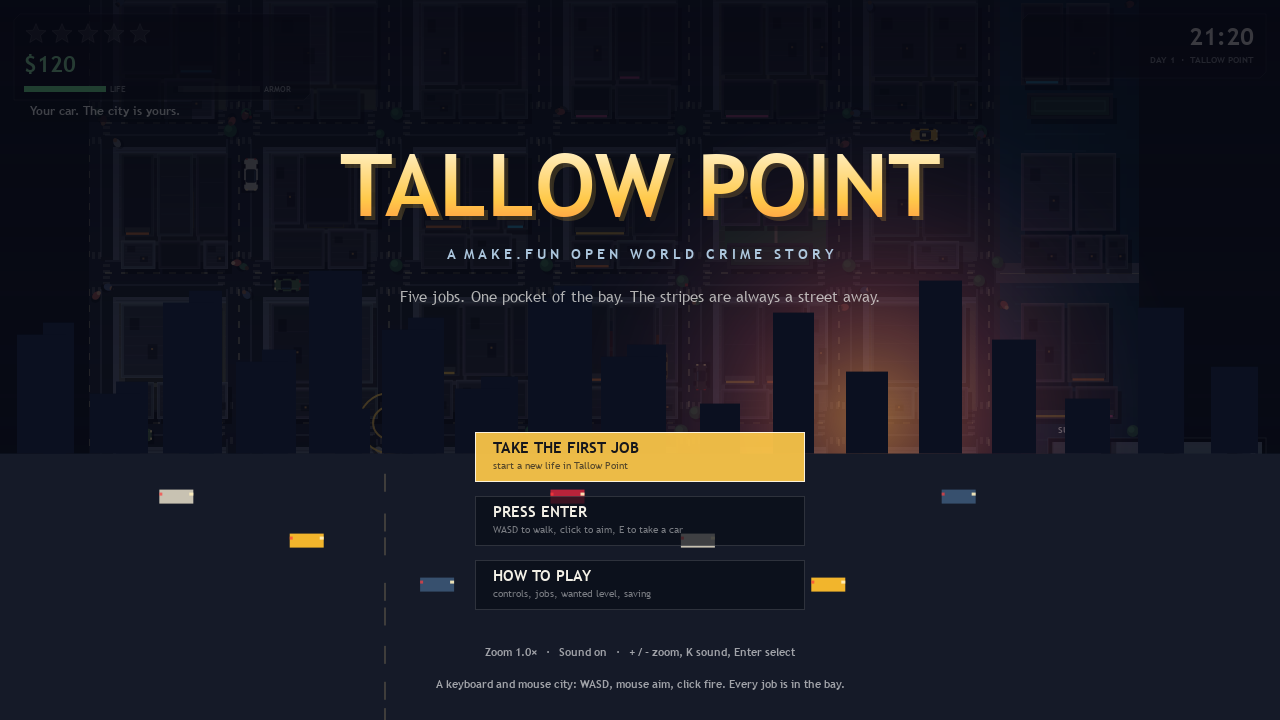 $120
LIFE
ARMOR
Your car. The city is yours.
21:20
DAY 1 · TALLOW POINT
TALLOW POINT
A MAKE.FUN OPEN WORLD CRIME STORY
Five jobs. One pocket of the bay. The stripes are always a street away.
TAKE THE FIRST JOB
start a new life in Tallow Point
PRESS ENTER
WASD to walk, click to aim, E to take a car
HOW TO PLAY
controls, jobs, wanted level, saving
Zoom 1.0× · Sound on · + / - zoom, K sound, Enter select
A keyboard and mouse city: WASD, mouse aim, click fire. Every job is in the bay.